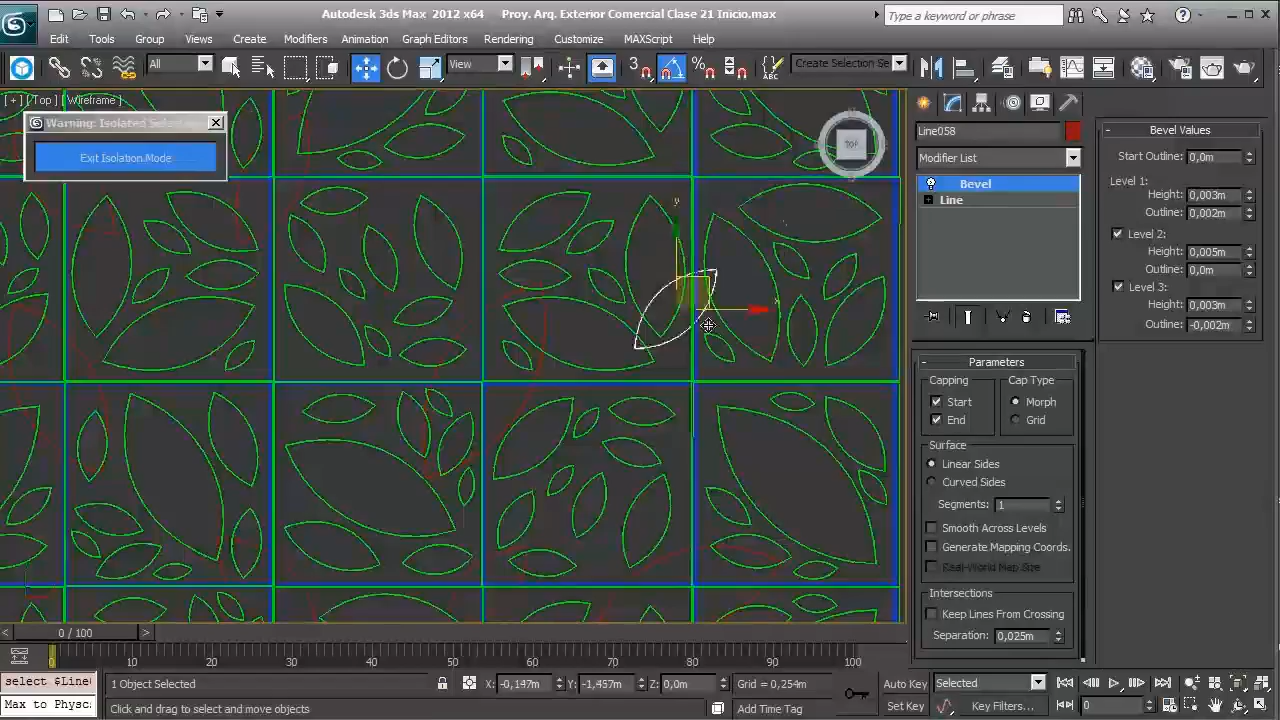 Autodesk 3ds Max 2012 x64 Proy. Arq. Exterior Comercial Clase 21 Inicio.max
Type a keyword or phrase
Edit Tools Group Views Create Modifiers Animation Graph Editors Rendering Customize MAXScript Help
All View 3 Create Selection Se
[ + ] [ Top ] [ Wireframe ]
Warning: Isolated Selec
Exit Isolation Mode
TOP
y
x
Line058
Modifier List
Bevel
Line
Bevel Values
Start Outline: 0,0m
Level 1:
Height: 0,003m
Outline: 0,002m
Level 2:
Height: 0,005m
Outline: 0,0m
Level 3:
Height: 0,003m
Outline: -0,002m
Parameters
Capping Cap Type
Start Morph
End Grid
Surface
Linear Sides
Curved Sides
Segments: 1
Smooth Across Levels
Generate Mapping Coords.
Real-World Map Size
Intersections
Keep Lines From Crossing
Separation: 0,025m
< 0 / 100 >
0 10 20 30 40 50 60 70 80 90 100
select $Line
Max to Physc
1 Object Selected
X: -0,147m Y: -1,457m Z: 0,0m Grid = 0,254m
Click and drag to select and move objects
Add Time Tag
Auto Key Selected
Set Key Key Filters... 0